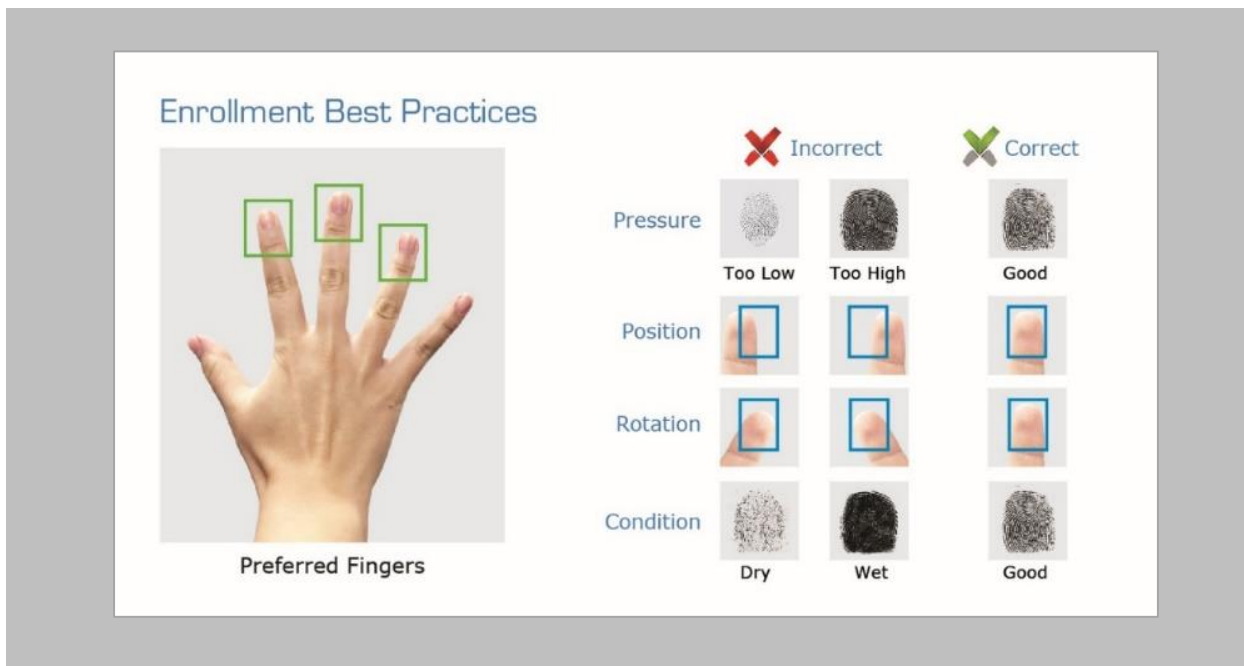 Enrollment Best Practices
Incorrect
Correct
Pressure
Too Low
Too High
Good
Position
Rotation
Condition
Dry
Wet
Good
Preferred Fingers